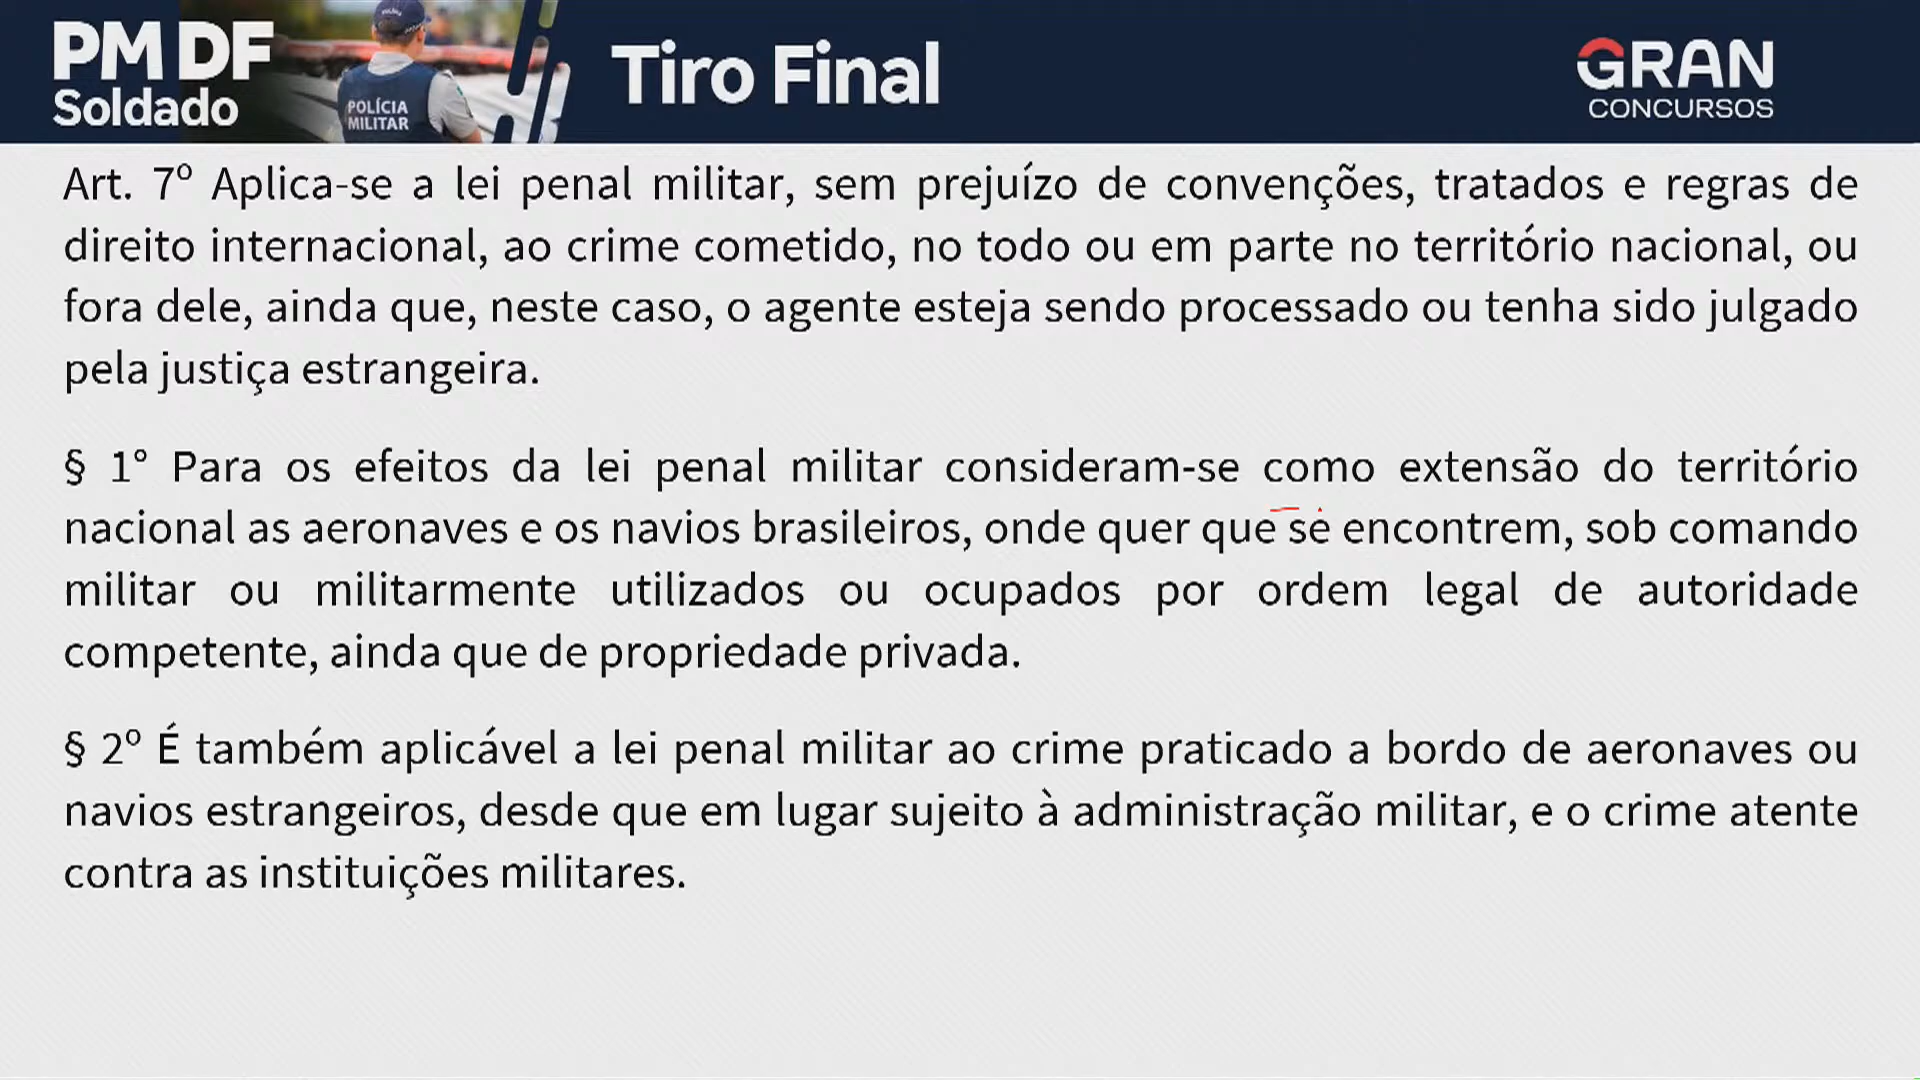 PM DF
Soldado
POLÍCIA
MILITAR
Tiro Final
GRAN
CONCURSOS
Art. 7º Aplica-se a lei penal militar, sem prejuízo de convenções, tratados e regras de
direito internacional, ao crime cometido, no todo ou em parte no território nacional, ou
fora dele, ainda que, neste caso, o agente esteja sendo processado ou tenha sido julgado
pela justiça estrangeira.
§ 1° Para os efeitos da lei penal militar consideram-se como extensão do território
nacional as aeronaves e os navios brasileiros, onde quer que se encontrem, sob comando
militar ou militarmente utilizados ou ocupados por ordem legal de autoridade
competente, ainda que de propriedade privada.
§ 2º É também aplicável a lei penal militar ao crime praticado a bordo de aeronaves ou
navios estrangeiros, desde que em lugar sujeito à administração militar, e o crime atente
contra as instituições militares.